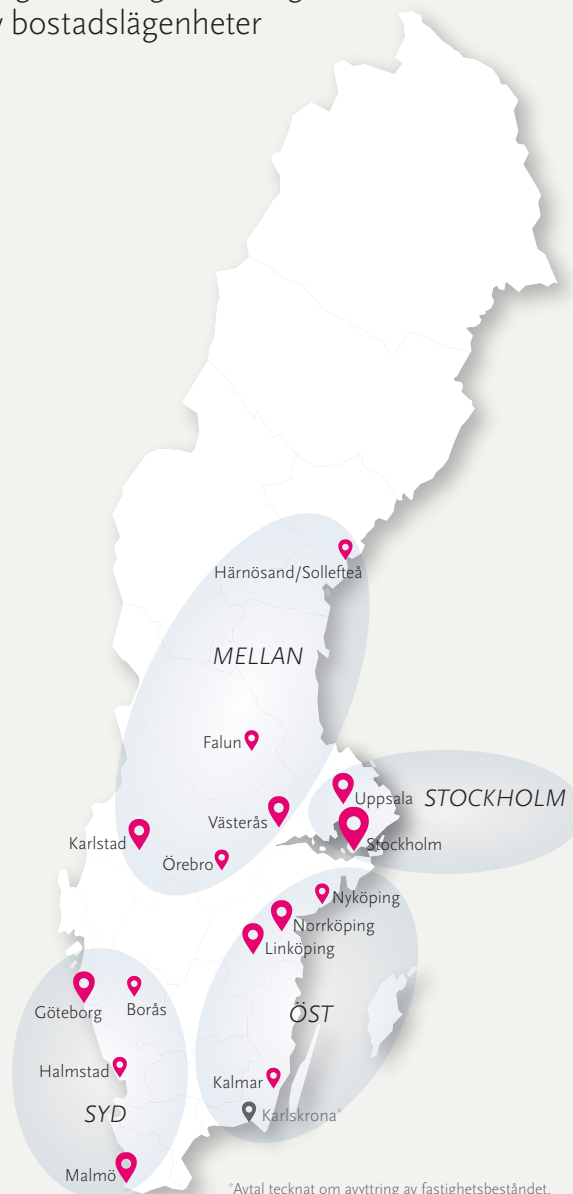 bostadslägenheter
Härnösand/Sollefteå
MELLAN
Falun
Uppsala
STOCKHOLM
Västerås
Karlstad
Stockholm
Örebro
Nyköping
Norrköping
Linköping
Göteborg
Borås
ÖST
Halmstad
Kalmar
SYD
Karlskrona*
Malmö
*Avtal tecknat om avyttring av fastighetsbeståndet.